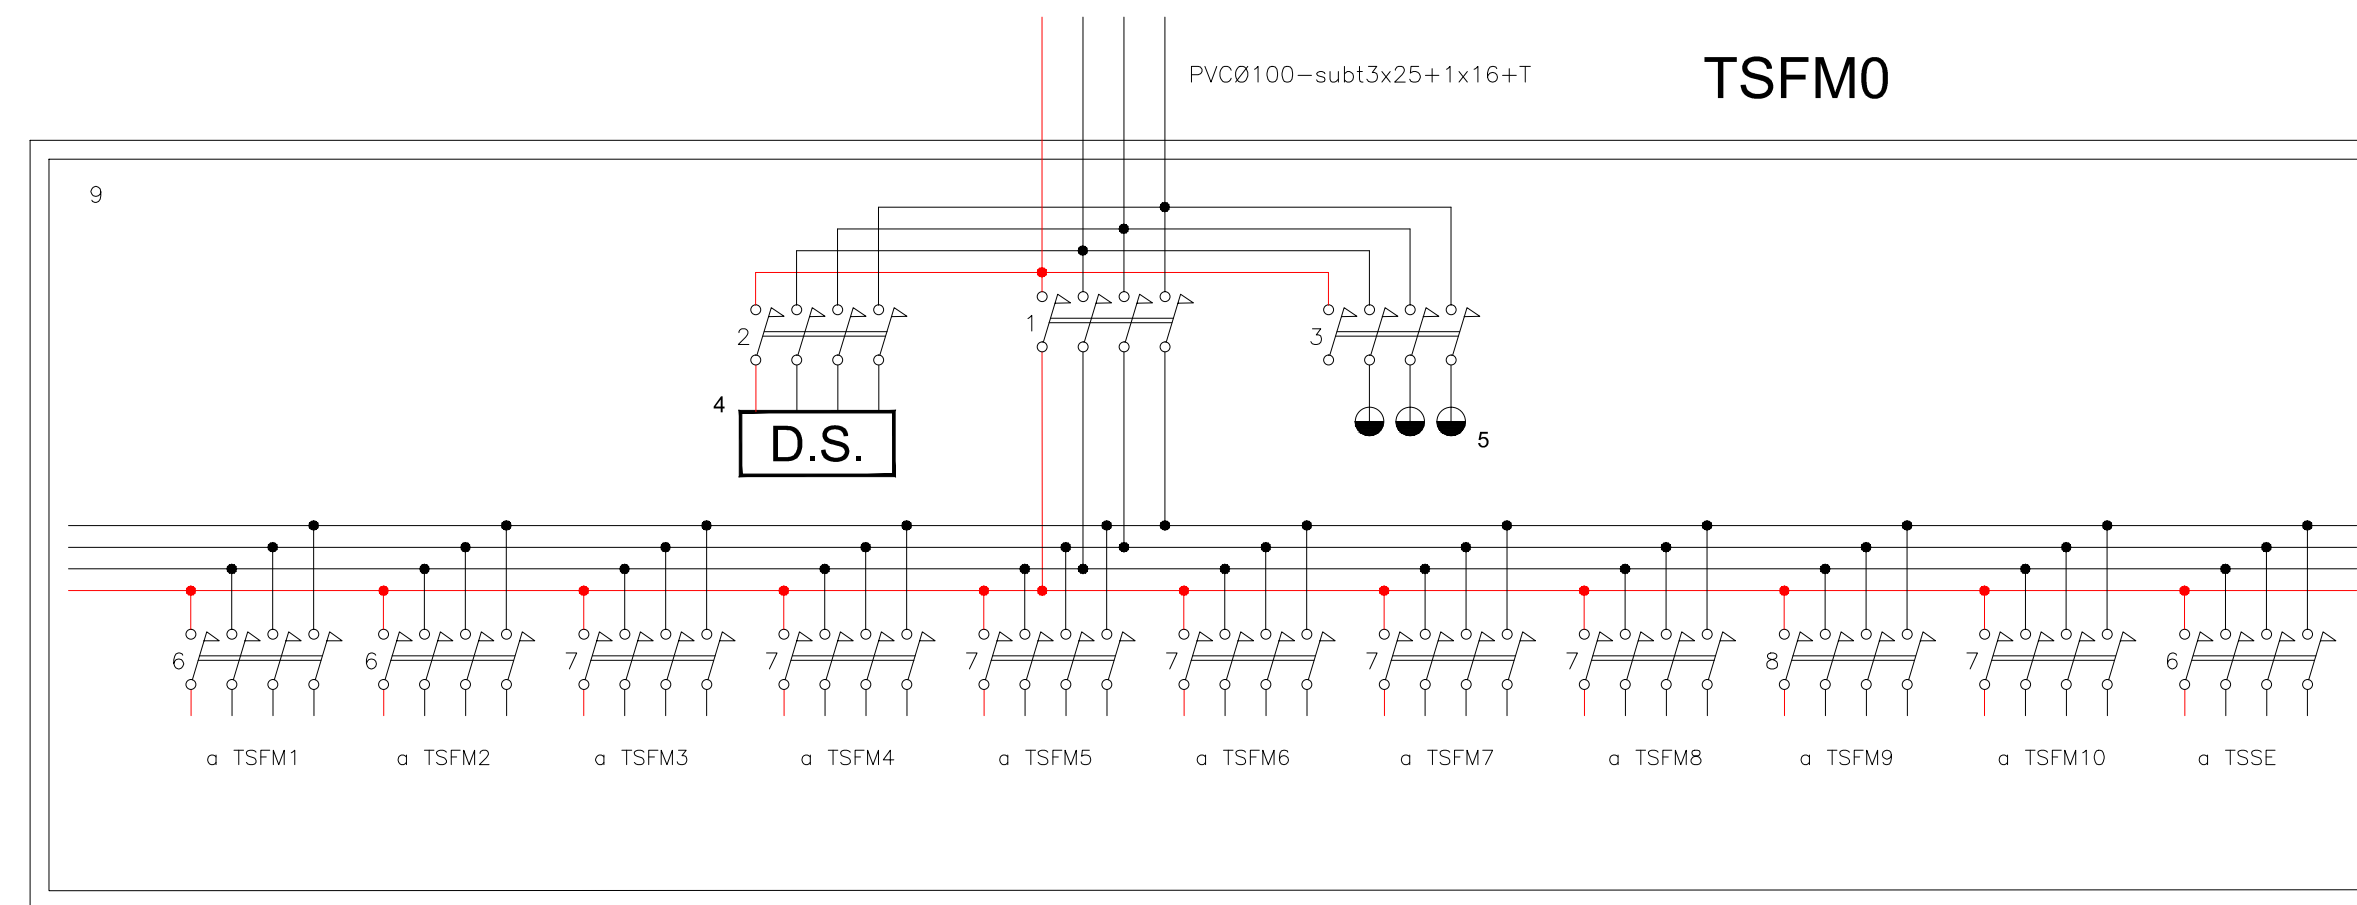 PVCØ100-subt3x25+1x16+T
TSFM0
9
1
2
3
4
D.S.
5
6 6 7 7 7 7 7 7 8 7 6
a TSFM1 a TSFM2 a TSFM3 a TSFM4 a TSFM5 a TSFM6 a TSFM7 a TSFM8 a TSFM9 a TSFM10 a TSSE